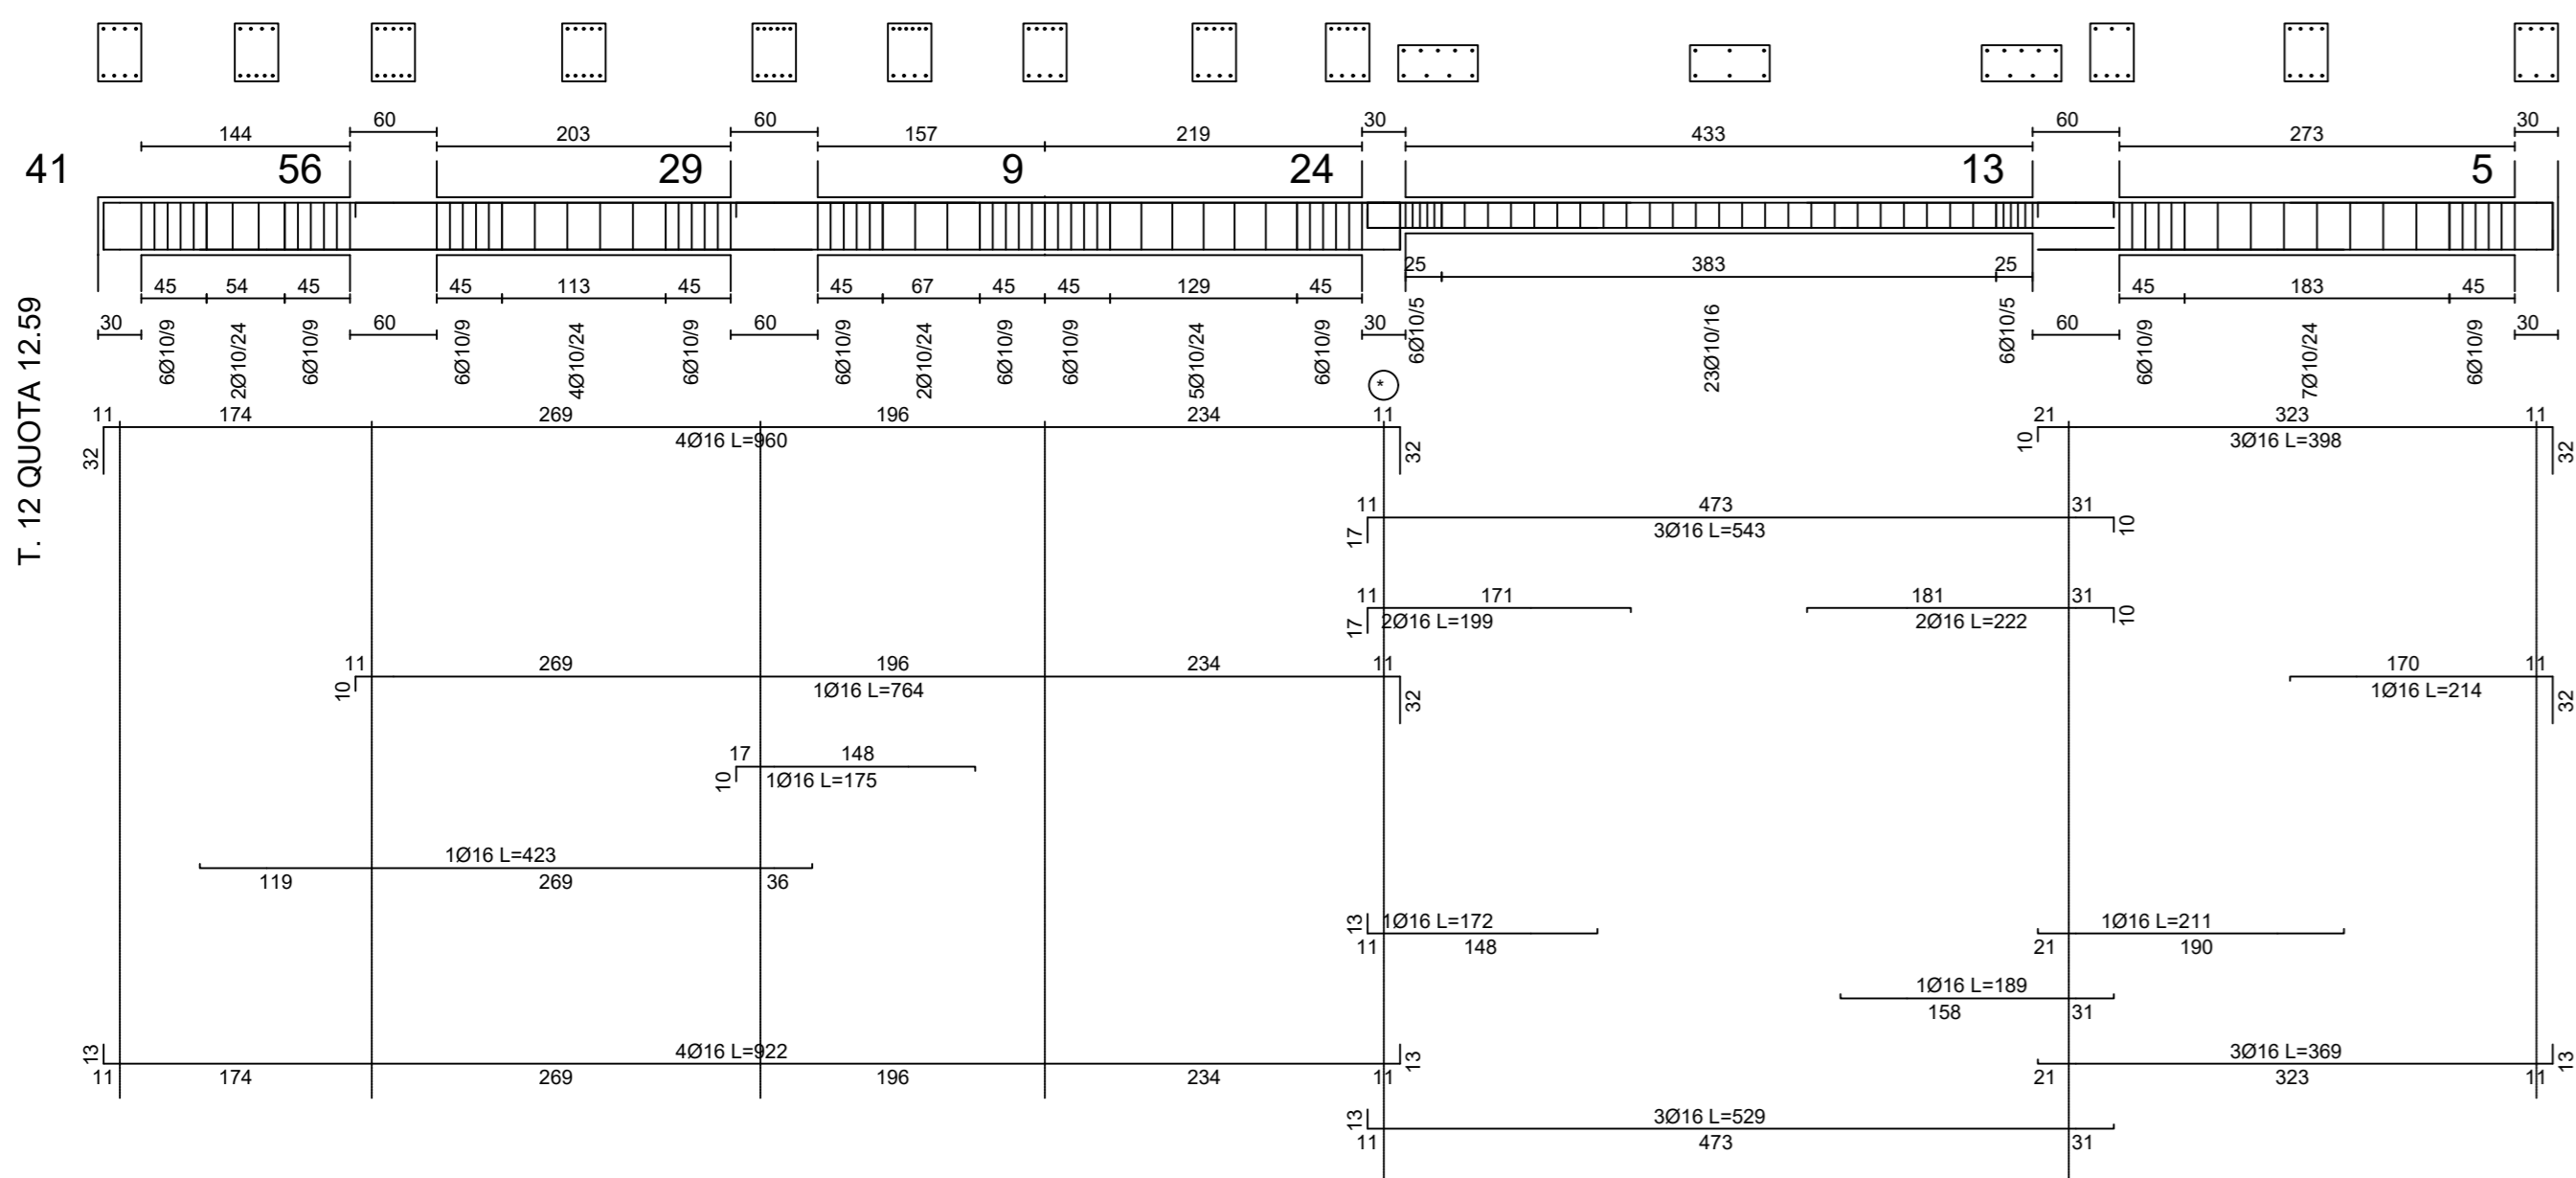 60 60 30 60 30
144 203 157 219 433 273
41 56 29 9 24 13 5
25 383 25
45 54 45 45 113 45 45 67 45 45 129 45 45 183 45
30 60 60 30 60 30
6Ø10/9 2Ø10/24 6Ø10/9 6Ø10/9 4Ø10/24 6Ø10/9 6Ø10/9 2Ø10/24 6Ø10/9 6Ø10/9 5Ø10/24 6Ø10/9 6Ø10/5 23Ø10/16 6Ø10/5 6Ø10/9 7Ø10/24 6Ø10/9
T. 12 QUOTA 12.59
*
11 174 269 196 234 11 21 323 11
32 4Ø16 L=960 32 10 3Ø16 L=398 32
11 473 31
17 3Ø16 L=543 10
11 171 181 31
17 2Ø16 L=199 2Ø16 L=222 10
11 269 196 234 11 170 11
10 1Ø16 L=764 32 1Ø16 L=214 32
17 148
10 1Ø16 L=175
1Ø16 L=423
119 269 36
13 1Ø16 L=172 1Ø16 L=211
11 148 21 190
1Ø16 L=189
158 31
13 4Ø16 L=922 13 3Ø16 L=369 13
11 174 269 196 234 11 21 323 11
13 3Ø16 L=529
11 473 31